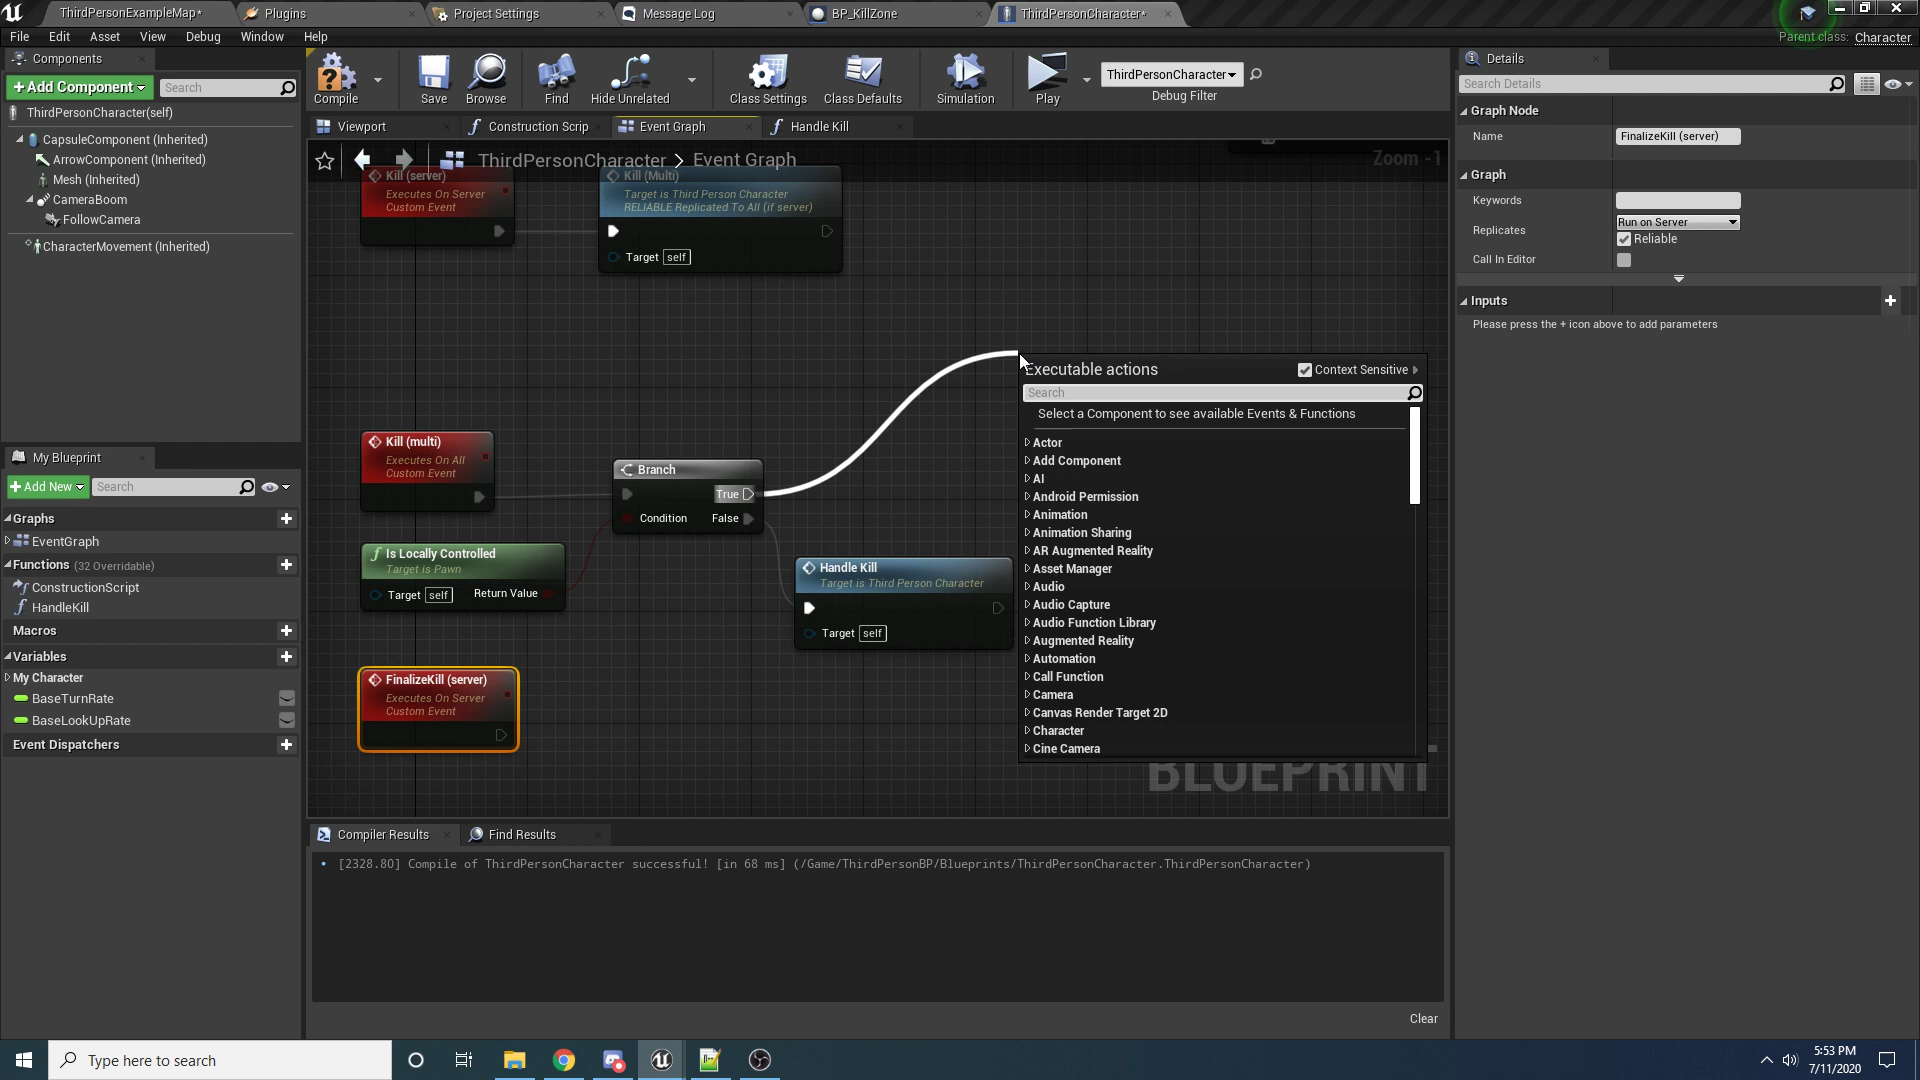 ThirdPersonExampleMap*
Plugins
Project Settings
Message Log
BP_KillZone
ThirdPersonCharacter*
File Edit Asset View Debug Window Help
Parent class: Character
Components
+ Add Component
Search
ThirdPersonCharacter(self)
CapsuleComponent (Inherited)
ArrowComponent (Inherited)
Mesh (Inherited)
CameraBoom
FollowCamera
CharacterMovement (Inherited)
My Blueprint
+ Add New
Search
Graphs
EventGraph
Functions (32 Overridable)
ConstructionScript
HandleKill
Macros
Variables
My Character
BaseTurnRate
BaseLookUpRate
Event Dispatchers
Compile
Save
Browse
Find
Hide Unrelated
Class Settings
Class Defaults
Simulation
Play
ThirdPersonCharacter
Debug Filter
Viewport
Construction Scrip
Event Graph
Handle Kill
ThirdPersonCharacter > Event Graph
Zoom -1
Kill (server)
Executes On Server
Custom Event
Kill (Multi)
Target is Third Person Character
RELIABLE Replicated To All (if server)
Target self
Kill (multi)
Executes On All
Custom Event
Branch
True
Condition False
Is Locally Controlled
Target is Pawn
Target self Return Value
Handle Kill
Target is Third Person Character
Target self
FinalizeKill (server)
Executes On Server
Custom Event
Executable actions
Context Sensitive
Search
Select a Component to see available Events & Functions
Actor
Add Component
AI
Android Permission
Animation
Animation Sharing
AR Augmented Reality
Asset Manager
Audio
Audio Capture
Audio Function Library
Augmented Reality
Automation
Call Function
Camera
Canvas Render Target 2D
Character
Cine Camera
BLUEPRINT
Compiler Results
Find Results
[2328.80] Compile of ThirdPersonCharacter successful! [in 68 ms] (/Game/ThirdPersonBP/Blueprints/ThirdPersonCharacter.ThirdPersonCharacter)
Clear
Details
Search Details
Graph Node
Name FinalizeKill (server)
Graph
Keywords
Replicates Run on Server
Reliable
Call In Editor
Inputs
Please press the + icon above to add parameters
Type here to search
5:53 PM
7/11/2020